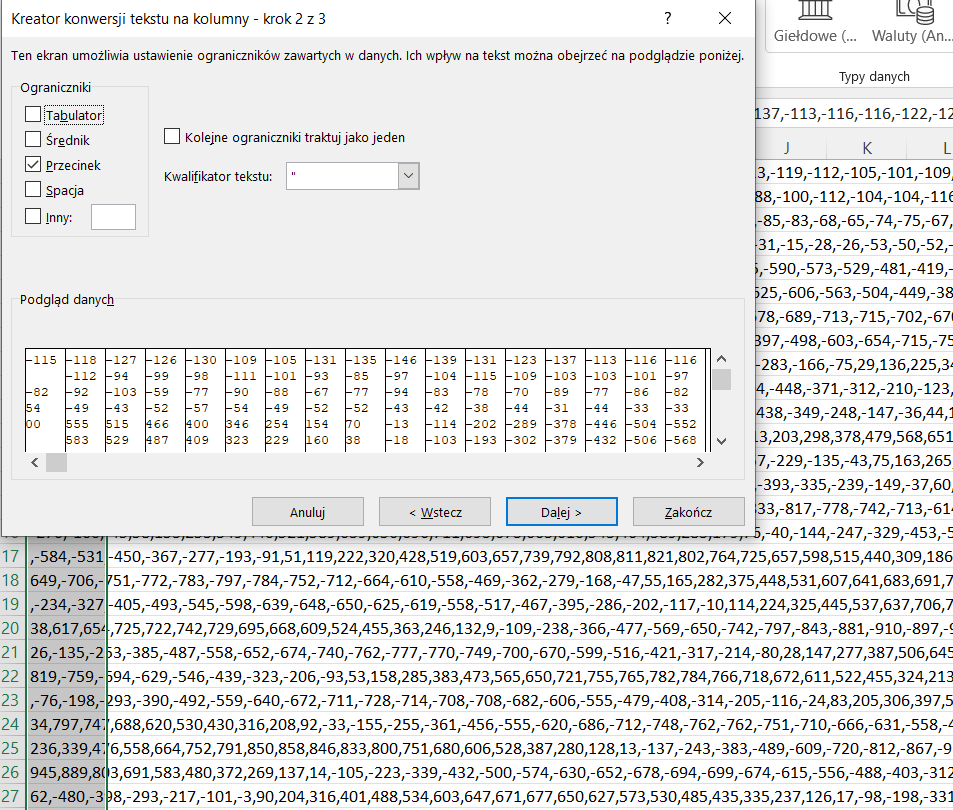 Kreator konwersji tekstu na kolumny - krok 2 z 3
?
Giełdowe (...
Waluty (An...
Ten ekran umożliwia ustawienie ograniczników zawartych w danych. Ich wpływ na tekst można obejrzeć na podglądzie poniżej.
Typy danych
Ograniczniki
Tabulator
Średnik
Przecinek
Spacja
Inny:
Kolejne ograniczniki traktuj jako jeden
Kwalifikator tekstu:
"
137,-113,-116,-116,-122,-12
J K L
3,-119,-112,-105,-101,-109,
88,-100,-112,-104,-104,-116
-85,-83,-68,-65,-74,-75,-67,
-31,-15,-28,-26,-53,-50,-52,-
,-590,-573,-529,-481,-419,-
525,-606,-563,-504,-449,-38
578,-689,-713,-715,-702,-670
397,-498,-603,-654,-715,-75
-283,-166,-75,29,136,225,34
4,-448,-371,-312,-210,-123,
438,-349,-248,-147,-36,44,1
13,203,298,378,479,568,651
7,-229,-135,-43,75,163,265,
-393,-335,-239,-149,-37,60,
333,-817,-778,-742,-713,-614
Podgląd danych
-115 -118 -127 -126 -130 -109 -105 -131 -135 -146 -139 -131 -123 -137 -113 -116 -116
-112 -94 -99 -98 -111 -101 -93 -85 -97 -104 -115 -109 -103 -103 -101 -97
-82 -92 -103 -59 -77 -90 -88 -67 -77 -94 -83 -78 -70 -89 -77 -86 -82
54 -49 -43 -52 -57 -54 -49 -52 -52 -43 -42 -38 -44 -31 -44 -33 -33
00 555 515 466 400 346 254 154 70 -13 -114 -202 -289 -378 -446 -504 -552
583 529 487 409 323 229 160 38 -18 -103 -193 -302 -379 -432 -506 -568
Anuluj
< Wstecz
Dalej >
Zakończ
-40,-144,-247,-329,-453,-5
17 ,-584,-531,-450,-367,-277,-193,-91,51,119,222,320,428,519,603,657,739,792,808,811,821,802,764,725,657,598,515,440,309,186
18 649,-706,-751,-772,-783,-797,-784,-752,-712,-664,-610,-558,-469,-362,-279,-168,-47,55,165,282,375,448,531,607,641,683,691,7
19 ,-234,-327,-405,-493,-545,-598,-639,-648,-650,-625,-619,-558,-517,-467,-395,-286,-202,-117,-10,114,224,325,445,537,637,706,7
20 38,617,654,725,722,742,729,695,668,609,524,455,363,246,132,9,-109,-238,-366,-477,-569,-650,-742,-797,-843,-881,-910,-897,-9
21 26,-135,-253,-385,-487,-558,-652,-674,-740,-762,-777,-770,-749,-700,-670,-599,-516,-421,-317,-214,-80,28,147,277,387,506,645
22 819,-759,-694,-629,-546,-439,-323,-206,-93,53,158,285,383,473,565,650,721,755,765,782,784,766,718,672,611,522,455,324,213
23 ,-76,-198,-293,-390,-492,-559,-640,-672,-711,-728,-714,-708,-708,-682,-606,-555,-479,-408,-314,-205,-116,-24,83,205,306,397,5
24 34,797,747,688,620,530,430,316,208,92,-33,-155,-255,-361,-456,-555,-620,-686,-712,-748,-762,-762,-751,-710,-666,-631,-558,-4
25 236,339,476,558,664,752,791,850,858,846,833,800,751,680,606,528,387,280,128,13,-137,-243,-383,-489,-609,-720,-812,-867,-9
26 945,889,803,691,583,480,372,269,137,14,-105,-223,-339,-432,-500,-574,-630,-652,-678,-694,-699,-674,-615,-556,-488,-403,-312
27 62,-480,-398,-293,-217,-101,-3,90,204,316,401,488,534,603,647,671,677,650,627,573,530,485,435,335,237,126,17,-98,-198,-331